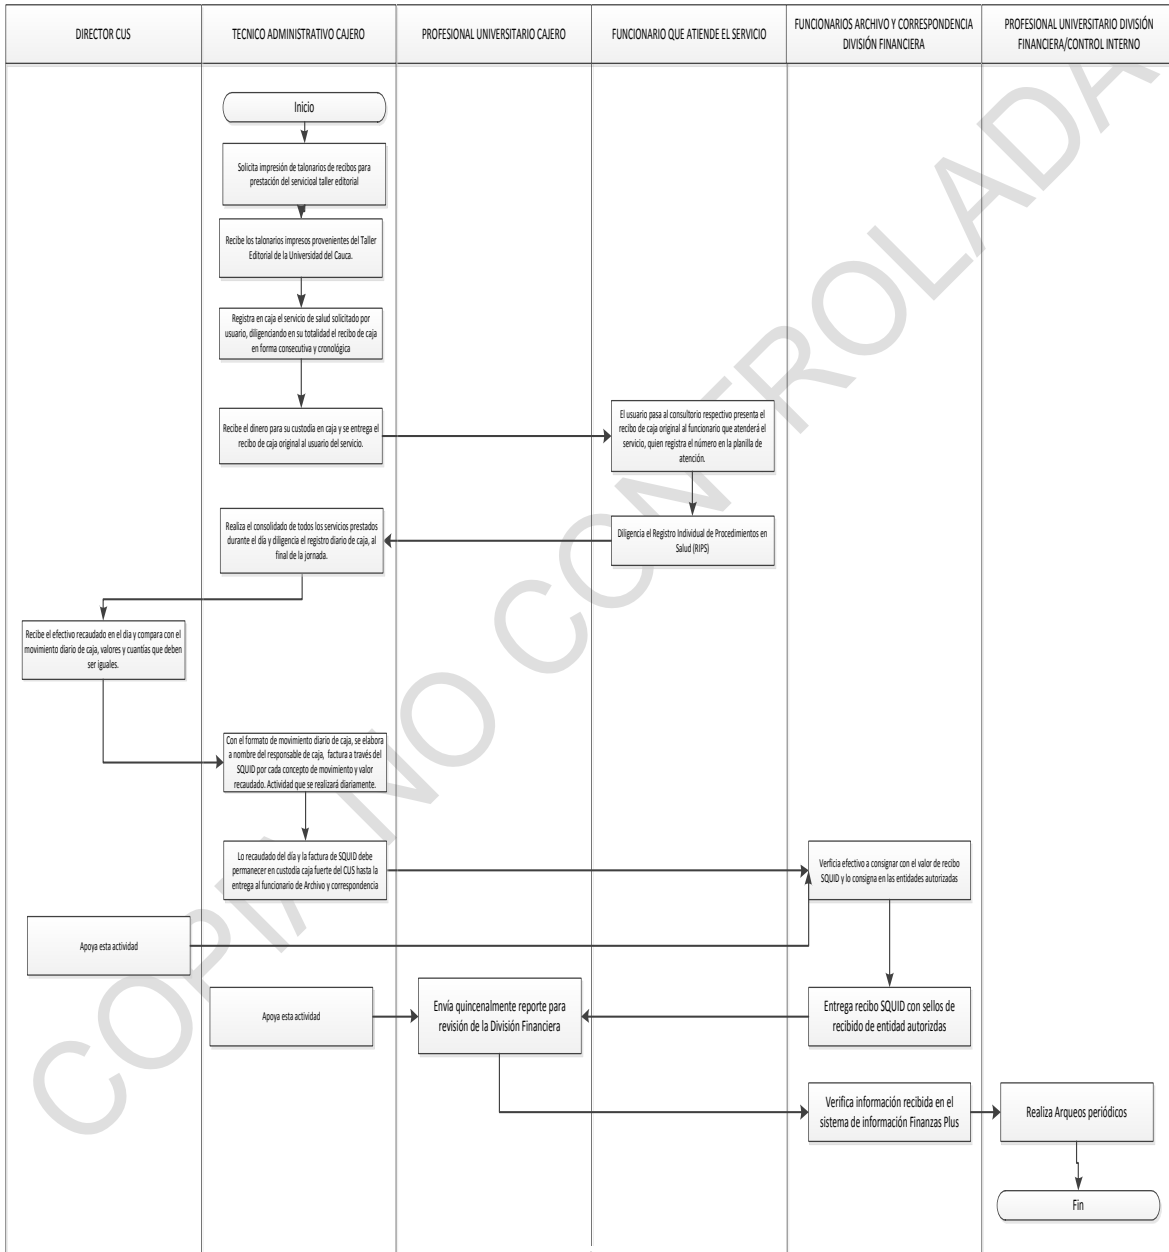 DIRECTOR CUS
TECNICO ADMINISTRATIVO CAJERO
PROFESIONAL UNIVERSITARIO CAJERO
FUNCIONARIO QUE ATIENDE EL SERVICIO
FUNCIONARIOS ARCHIVO Y CORRESPONDENCIA
DIVISIÓN FINANCIERA
PROFESIONAL UNIVERSITARIO DIVISIÓN
FINANCIERA/CONTROL INTERNO
Inicio
Solicita impresión de talonarios de recibos para
prestación del servicioal taller editorial
Recibe los talonarios impresos provenientes del Taller
Editorial de la Universidad del Cauca.
Registra en caja el servicio de salud solicitado por
usuario, diligenciando en su totalidad el recibo de caja
en forma consecutiva y cronológica
Recibe el dinero para su custodia en caja y se entrega el
recibo de caja original al usuario del servicio.
El usuario pasa al consultorio respectivo presenta el
recibo de caja original al funcionario que atenderá el
servicio, quien registra el número en la planilla de
atención.
Diligencia el Registro Individual de Procedimientos en
Salud (RIPS)
Realiza el consolidado de todos los servicios prestados
durante el día y diligencia el registro diario de caja, al
final de la jornada.
Recibe el efectivo recaudado en el día y compara con el
movimiento diario de caja, valores y cuantías que deben
ser iguales.
Con el formato de movimiento diario de caja, se elabora
a nombre del responsable de caja, factura a través del
SQUID por cada concepto de movimiento y valor
recaudado. Actividad que se realizará diariamente.
Lo recaudado del día y la factura de SQUID debe
permanecer en custodia caja fuerte del CUS hasta la
entrega al funcionario de Archivo y correspondencia
Verficia efectivo a consignar con el valor de recibo
SQUID y lo consigna en las entidades autorizadas
Apoya esta actividad
Apoya esta actividad
Envía quincenalmente reporte para
revisión de la División Financiera
Entrega recibo SQUID con sellos de
recibido de entidad autorizdas
Verifica información recibida en el
sistema de información Finanzas Plus
Realiza Arqueos periódicos
Fin
COPIA NO CONTROLADA